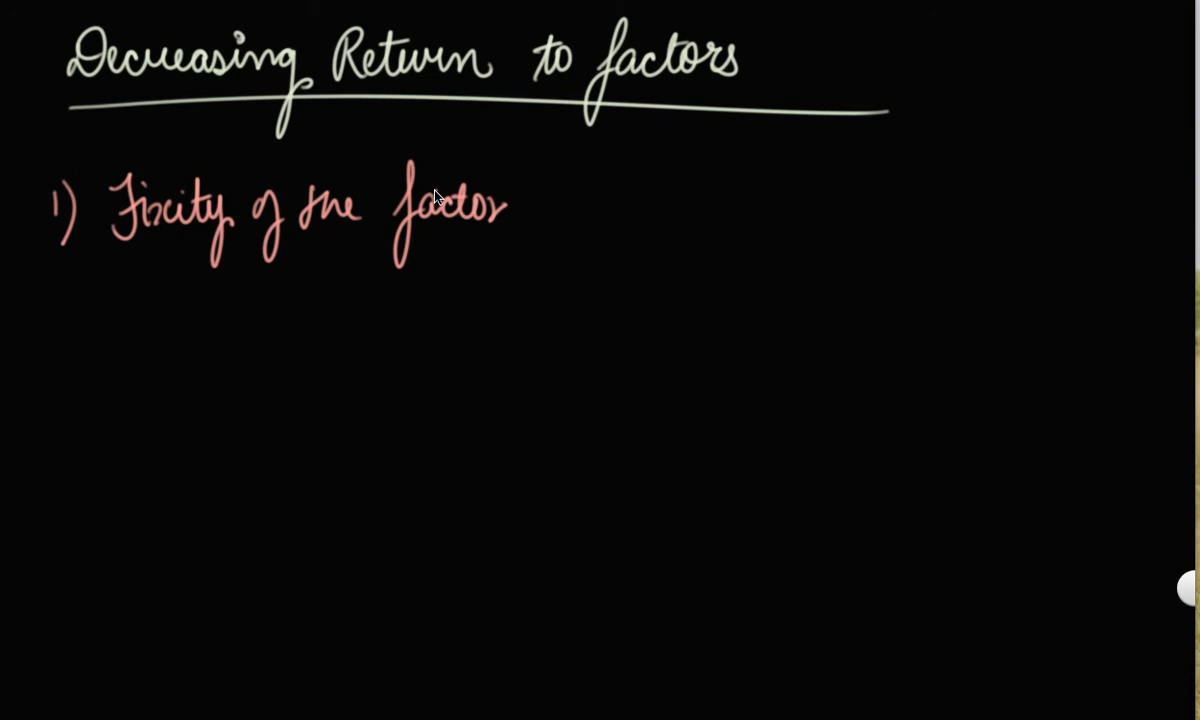 Decreasing Return to factors
1) Fixity of the factor